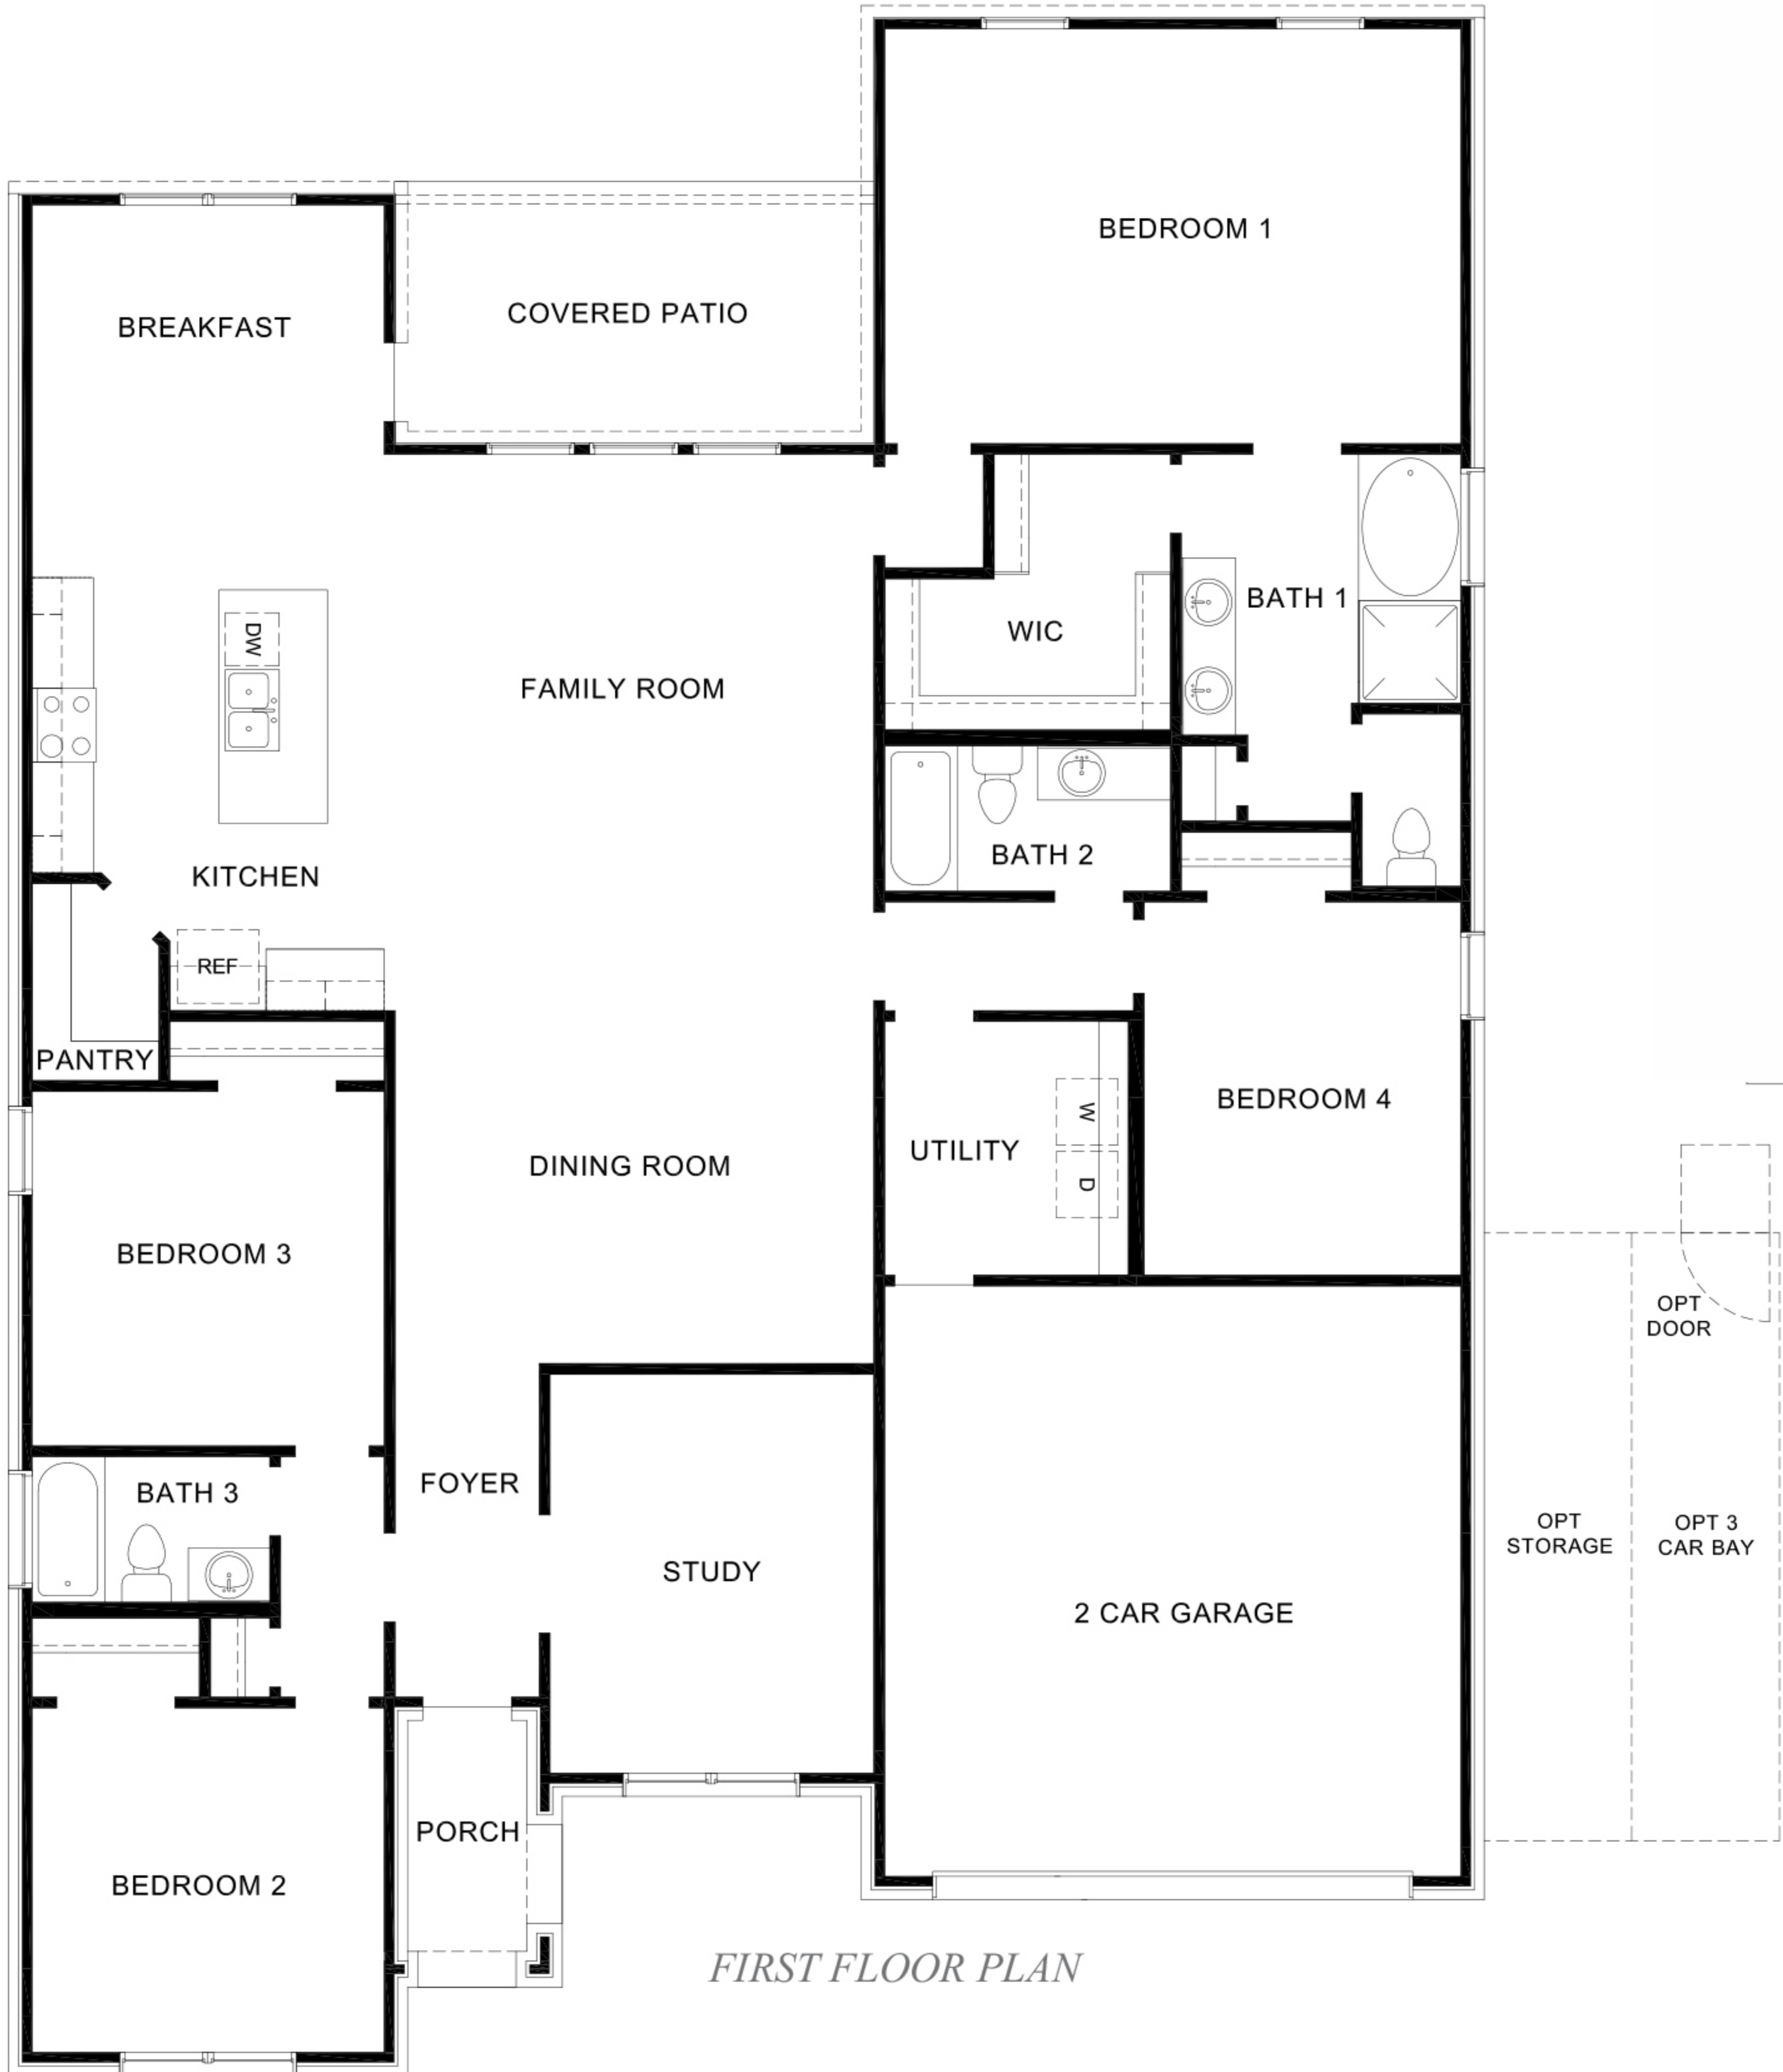 BEDROOM 1
COVERED PATIO
BREAKFAST
BATH 1
DW
WIC
FAMILY ROOM
BATH 2
KITCHEN
REF
PANTRY
W
BEDROOM 4
UTILITY
DINING ROOM
D
BEDROOM 3
OPT
DOOR
FOYER
BATH 3
OPT
STORAGE
OPT 3
CAR BAY
STUDY
2 CAR GARAGE
PORCH
BEDROOM 2
FIRST FLOOR PLAN